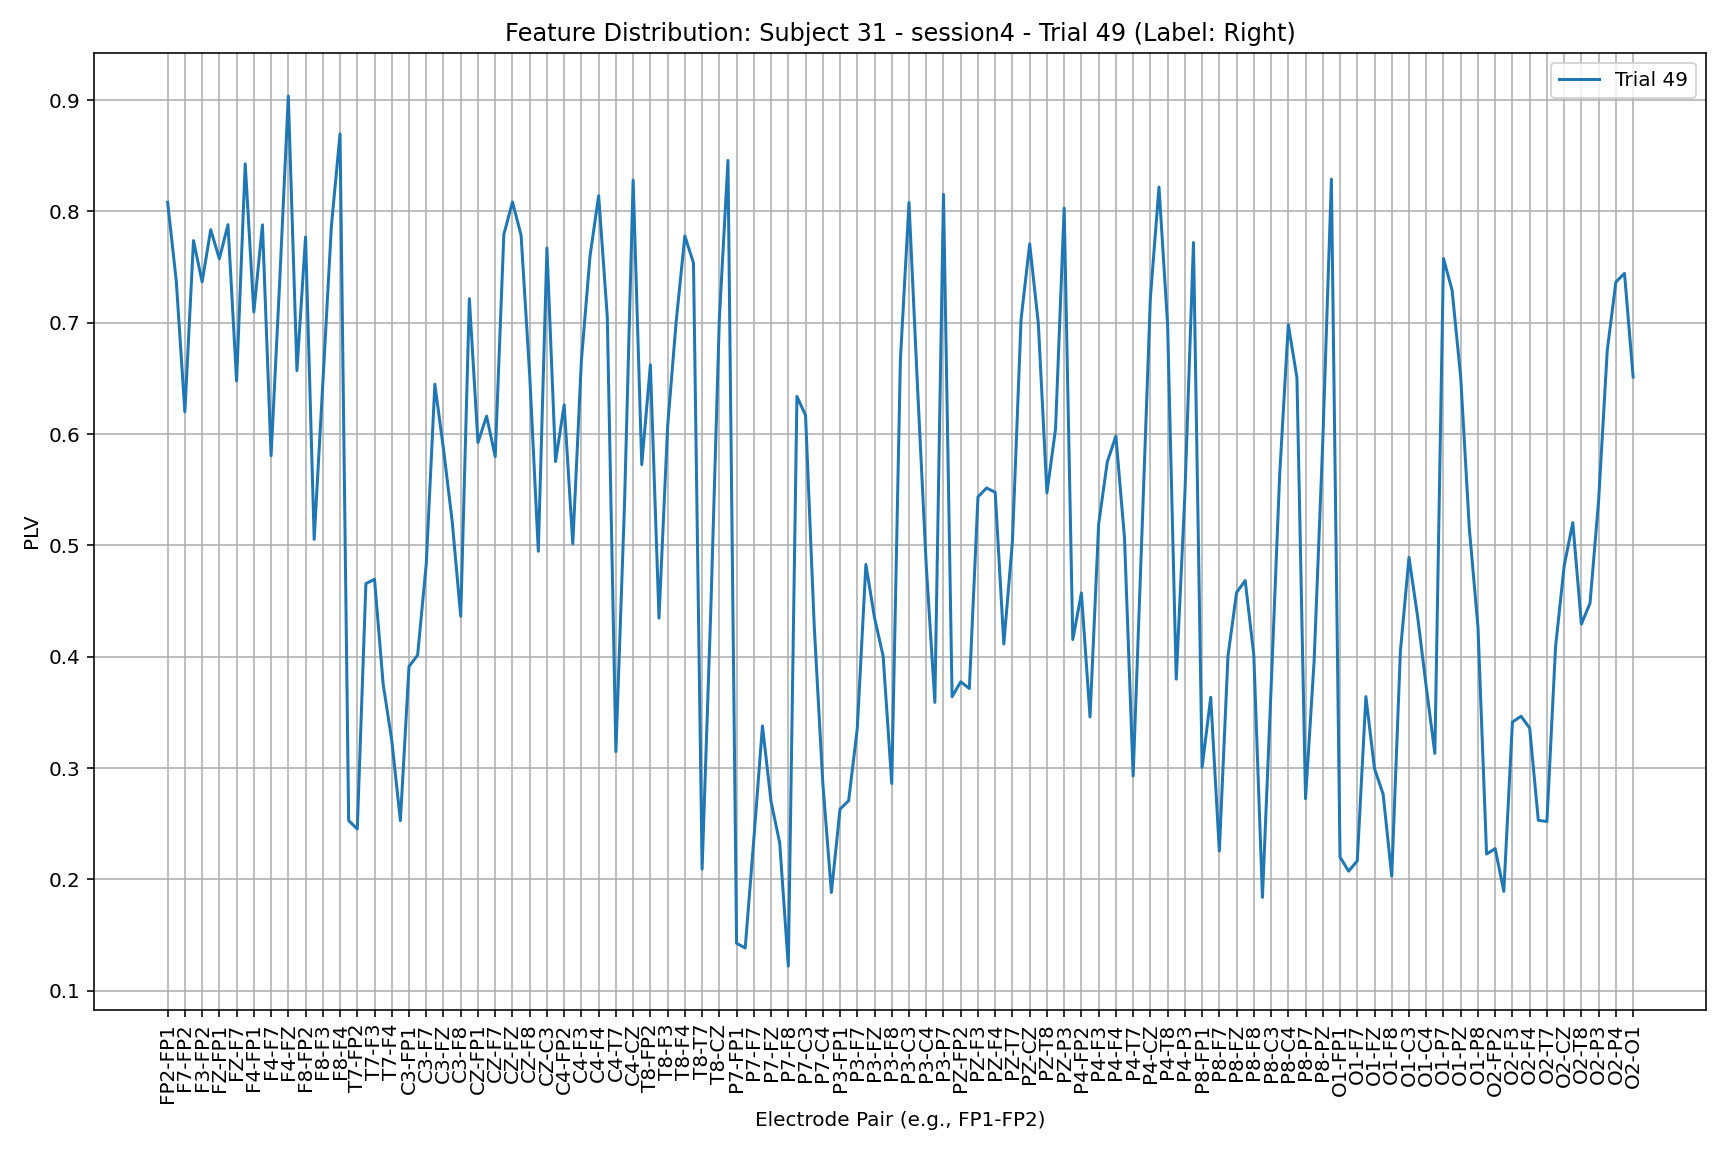 Feature Distribution: Subject 31 - session4 - Trial 49 (Label: Right)
Trial 49
PLV
0.9
0.8
0.7
0.6
0.5
0.4
0.3
0.2
0.1
FP2-FP1
F7-FP2
F3-FP2
FZ-FP1
FZ-F7
F4-FP1
F4-F7
F4-FZ
F8-FP2
F8-F3
F8-F4
T7-FP2
T7-F3
T7-F4
C3-FP1
C3-F7
C3-FZ
C3-F8
CZ-FP1
CZ-F7
CZ-FZ
CZ-F8
CZ-C3
C4-FP2
C4-F3
C4-F4
C4-T7
C4-CZ
T8-FP2
T8-F3
T8-F4
T8-T7
T8-CZ
P7-FP1
P7-F7
P7-FZ
P7-F8
P7-C3
P7-C4
P3-FP1
P3-F7
P3-FZ
P3-F8
P3-C3
P3-C4
P3-P7
PZ-FP2
PZ-F3
PZ-F4
PZ-T7
PZ-CZ
PZ-T8
PZ-P3
P4-FP2
P4-F3
P4-F4
P4-T7
P4-CZ
P4-T8
P4-P3
P8-FP1
P8-F7
P8-FZ
P8-F8
P8-C3
P8-C4
P8-P7
P8-PZ
O1-FP1
O1-F7
O1-FZ
O1-F8
O1-C3
O1-C4
O1-P7
O1-PZ
O1-P8
O2-FP2
O2-F3
O2-F4
O2-T7
O2-CZ
O2-T8
O2-P3
O2-P4
O2-O1
Electrode Pair (e.g., FP1-FP2)